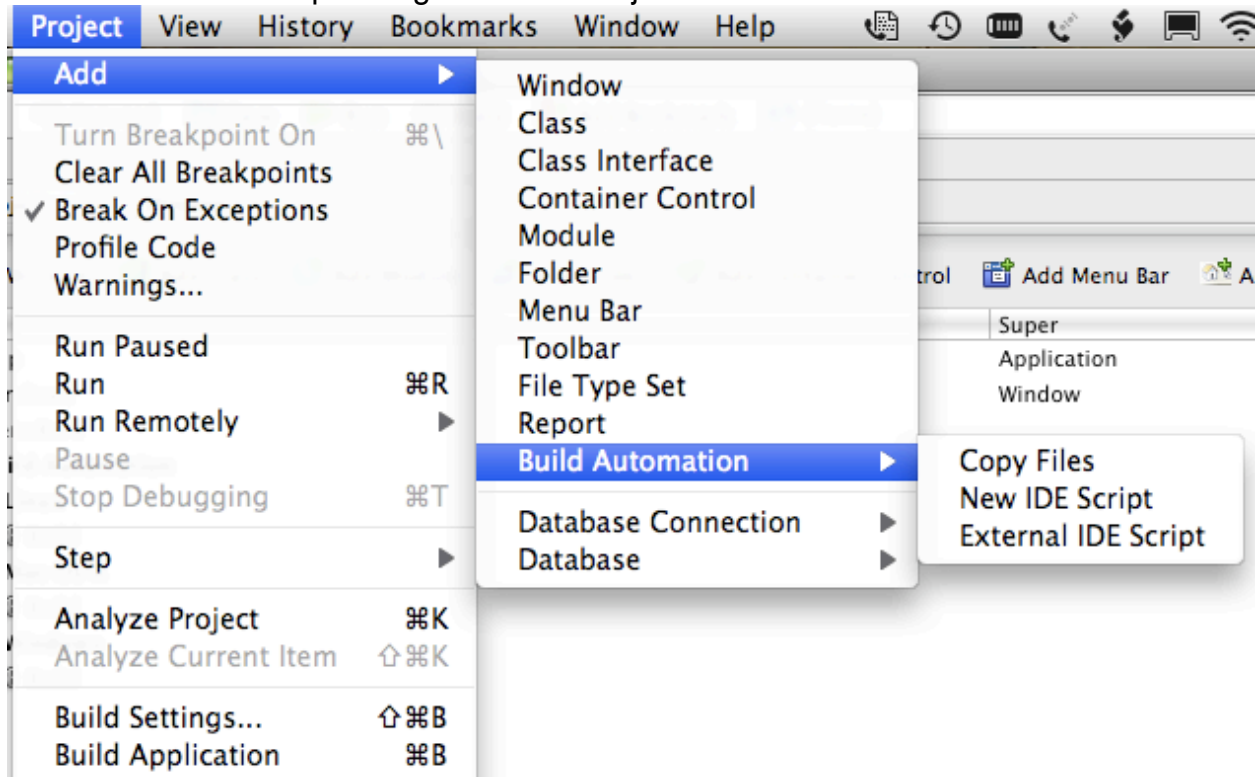 Project View History Bookmarks Window Help
Add
Turn Breakpoint On ⌘\
Clear All Breakpoints
✓ Break On Exceptions
Profile Code
Warnings...
Run Paused
Run ⌘R
Run Remotely
Pause
Stop Debugging ⌘T
Step
Analyze Project ⌘K
Analyze Current Item ⇧⌘K
Build Settings... ⇧⌘B
Build Application ⌘B
Window
Class
Class Interface
Container Control
Module
Folder
Menu Bar
Toolbar
File Type Set
Report
Build Automation
Database Connection
Database
Copy Files
New IDE Script
External IDE Script
Add Menu Bar
Super
Application
Window